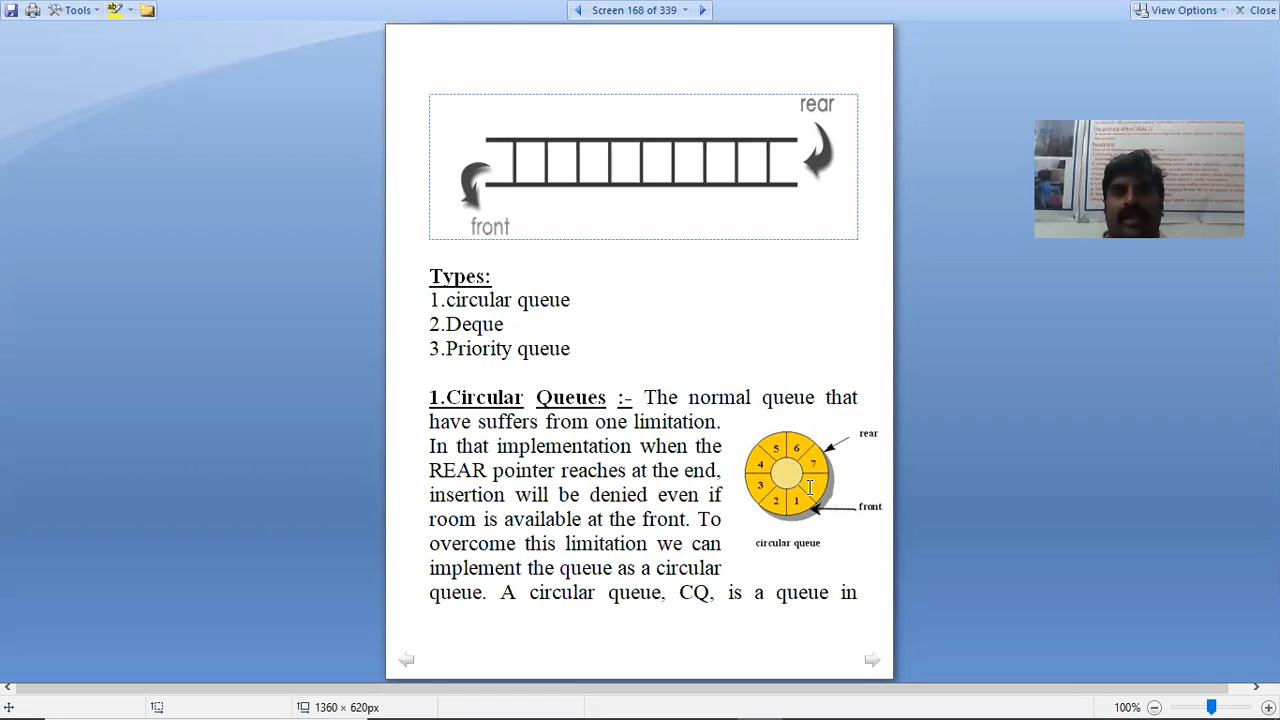 Tools
Screen 168 of 339
View Options
Close
rear
front
Types:
1.circular queue
2.Deque
3.Priority queue
1.Circular Queues :- The normal queue that
have suffers from one limitation.
In that implementation when the
REAR pointer reaches at the end,
insertion will be denied even if
room is available at the front. To
overcome this limitation we can
implement the queue as a circular
queue. A circular queue, CQ, is a queue in
rear
5 6
4 7
3
2 1
front
circular queue
1360 × 620px
100%